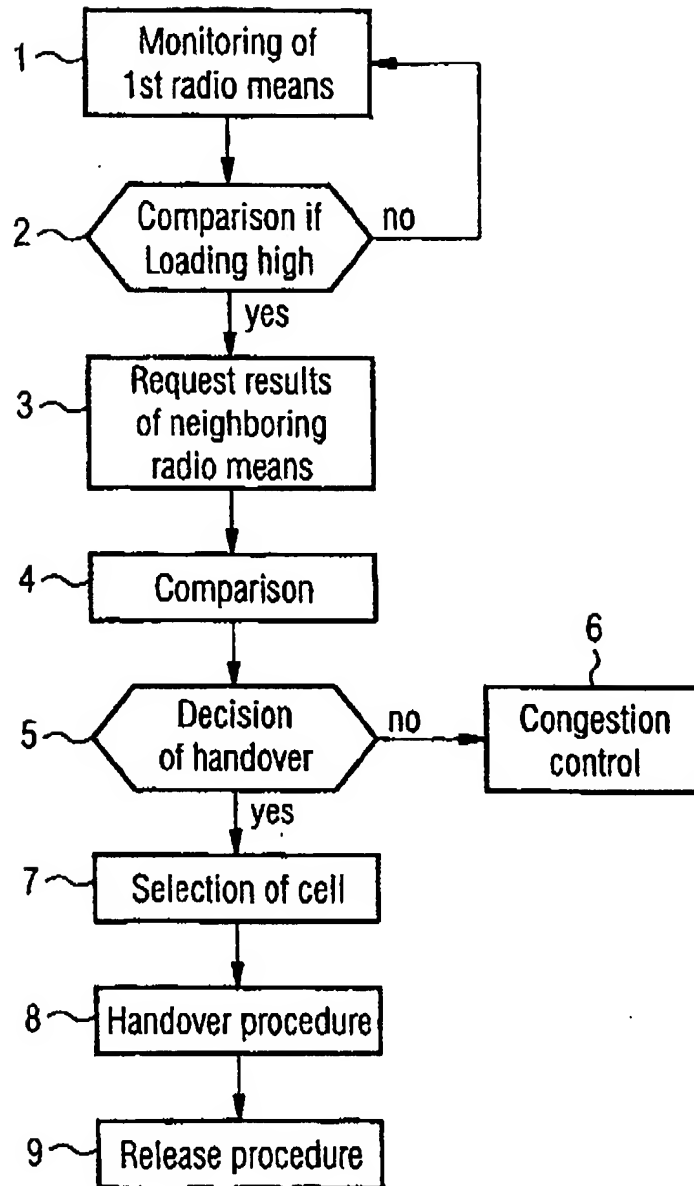 1
Monitoring of
1st radio means
2
Comparison if
Loading high
no
yes
3
Request results
of neighboring
radio means
4
Comparison
6
5
Decision
of handover
no
Congestion
control
yes
7
Selection of cell
8
Handover procedure
9
Release procedure